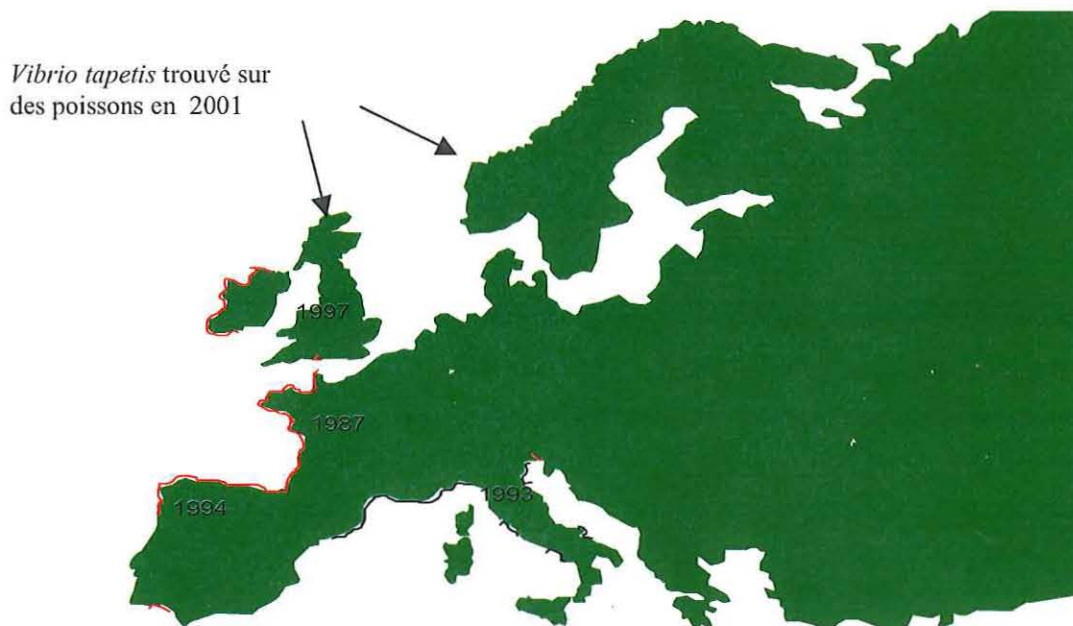 Vibrio tapetis trouvé sur
des poissons en 2001
1997
1987
1994
1993